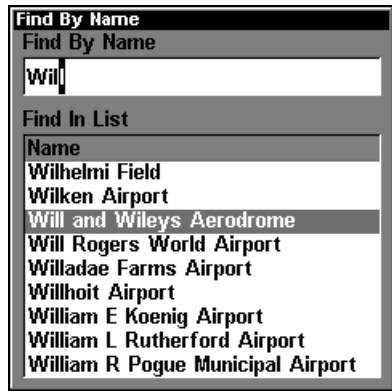 Find By Name
Find By Name
Will
Find In List
Name
Wilhelmi Field
Wilken Airport
Will and Wileys Aerodrome
Will Rogers World Airport
Willadae Farms Airport
Willhoit Airport
William E Koenig Airport
William L Rutherford Airport
William R Pogue Municipal Airport